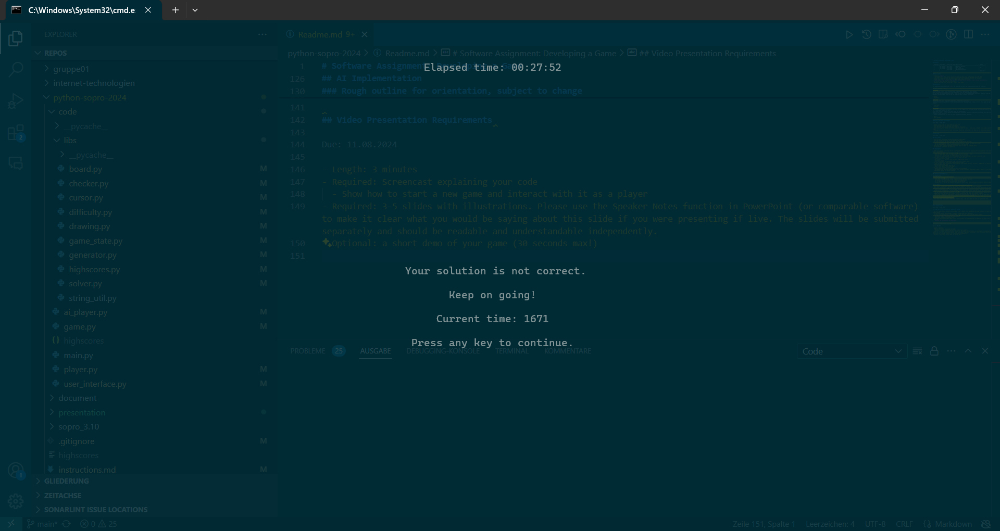 C:\Windows\System32\cmd.e
EXPLORER
Readme.md 9+
REPOS
python-sopro-2024 > Readme.md > # Software Assignment: Developing a Game > ## Video Presentation Requirements
gruppe01
internet-technologien
python-sopro-2024
code
__pycache__
libs
__pycache__
board.py M
checker.py M
cursor.py M
difficulty.py M
drawing.py M
game_state.py M
generator.py M
highscores.py M
solver.py M
string_util.py
ai_player.py M
game.py M
{} highscores
main.py
player.py M
user_interface.py M
document
presentation
sopro_3.10
.gitignore M
highscores
instructions.md M
GLIEDERUNG
ZEITACHSE
SONARLINT ISSUE LOCATIONS
2
1
1 # Software Assignment:
Elapsed time: 00:27:52
126 ## AI Implementation
130 ### Rough outline for orientation, subject to change
141
142 ## Video Presentation Requirements
143
144 Due: 11.08.2024
145
146 - Length: 3 minutes
147 - Required: Screencast explaining your code
148 - Show how to start a new game and interact with it as a player
149 - Required: 3-5 slides with illustrations. Please use the Speaker Notes function in PowerPoint (or comparable software)
to make it clear what you would be saying about this slide if you were presenting if live. The slides will be submitted
separately and should be readable and understandable independently.
150 Optional: a short demo of your game (30 seconds max!)
151
Your solution is not correct.
Keep on going!
Current time: 1671
Press any key to continue.
PROBLEME 25 AUSGABE DEBUGGING-KONSOLE TERMINAL KOMMENTARE Code
main* 0 25
Zeile 151, Spalte 1 Leerzeichen: 4 UTF-8 CRLF {} Markdown